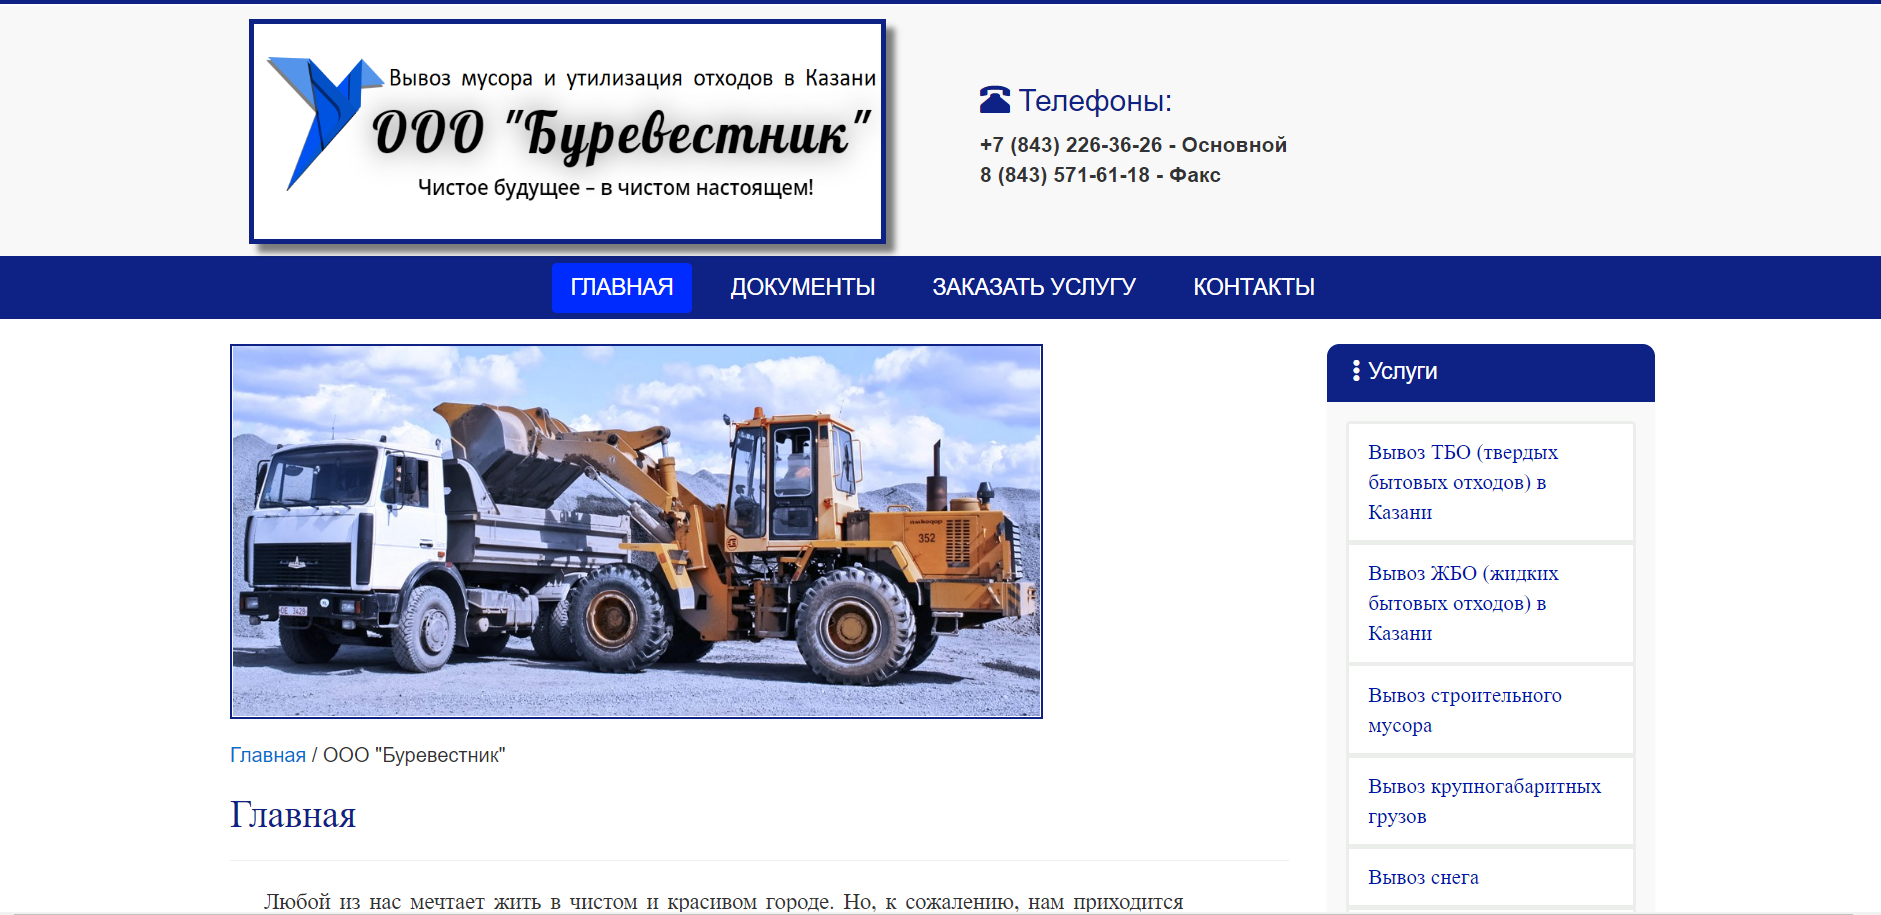 Вывоз мусора и утилизация отходов в Казани
ООО "Буревестник"
Чистое будущее – в чистом настоящем!
Телефоны:
+7 (843) 226-36-26 - Основной
8 (843) 571-61-18 - Факс
ГЛАВНАЯ
ДОКУМЕНТЫ
ЗАКАЗАТЬ УСЛУГУ
КОНТАКТЫ
амкодор
352
OE 1428
Главная / ООО "Буревестник"
Главная
Любой из нас мечтает жить в чистом и красивом городе. Но, к сожалению, нам приходится
Услуги
Вывоз ТБО (твердых
бытовых отходов) в
Казани
Вывоз ЖБО (жидких
бытовых отходов) в
Казани
Вывоз строительного
мусора
Вывоз крупногабаритных
грузов
Вывоз снега